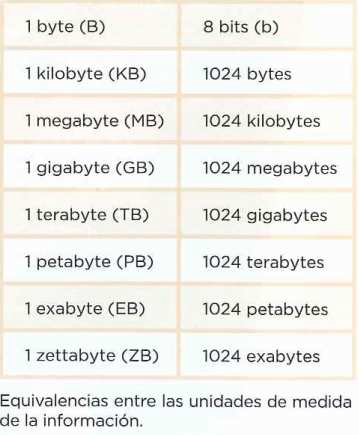 1 byte (B) 8 bits (b)
1 kilobyte (KB) 1024 bytes
1 megabyte (MB) 1024 kilobytes
1 gigabyte (GB) 1024 megabytes
1 terabyte (TB) 1024 gigabytes
1 petabyte (PB) 1024 terabytes
1 exabyte (EB) 1024 petabytes
1 zettabyte (ZB) 1024 exabytes
Equivalencias entre las unidades de medida
de la información.